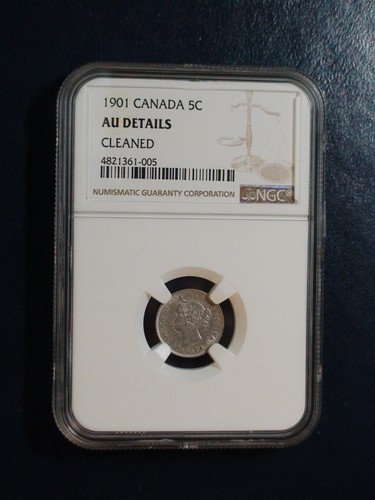 1901 CANADA 5C
AU DETAILS
CLEANED
4821361-005
NUMISMATIC GUARANTY CORPORATION
NGC